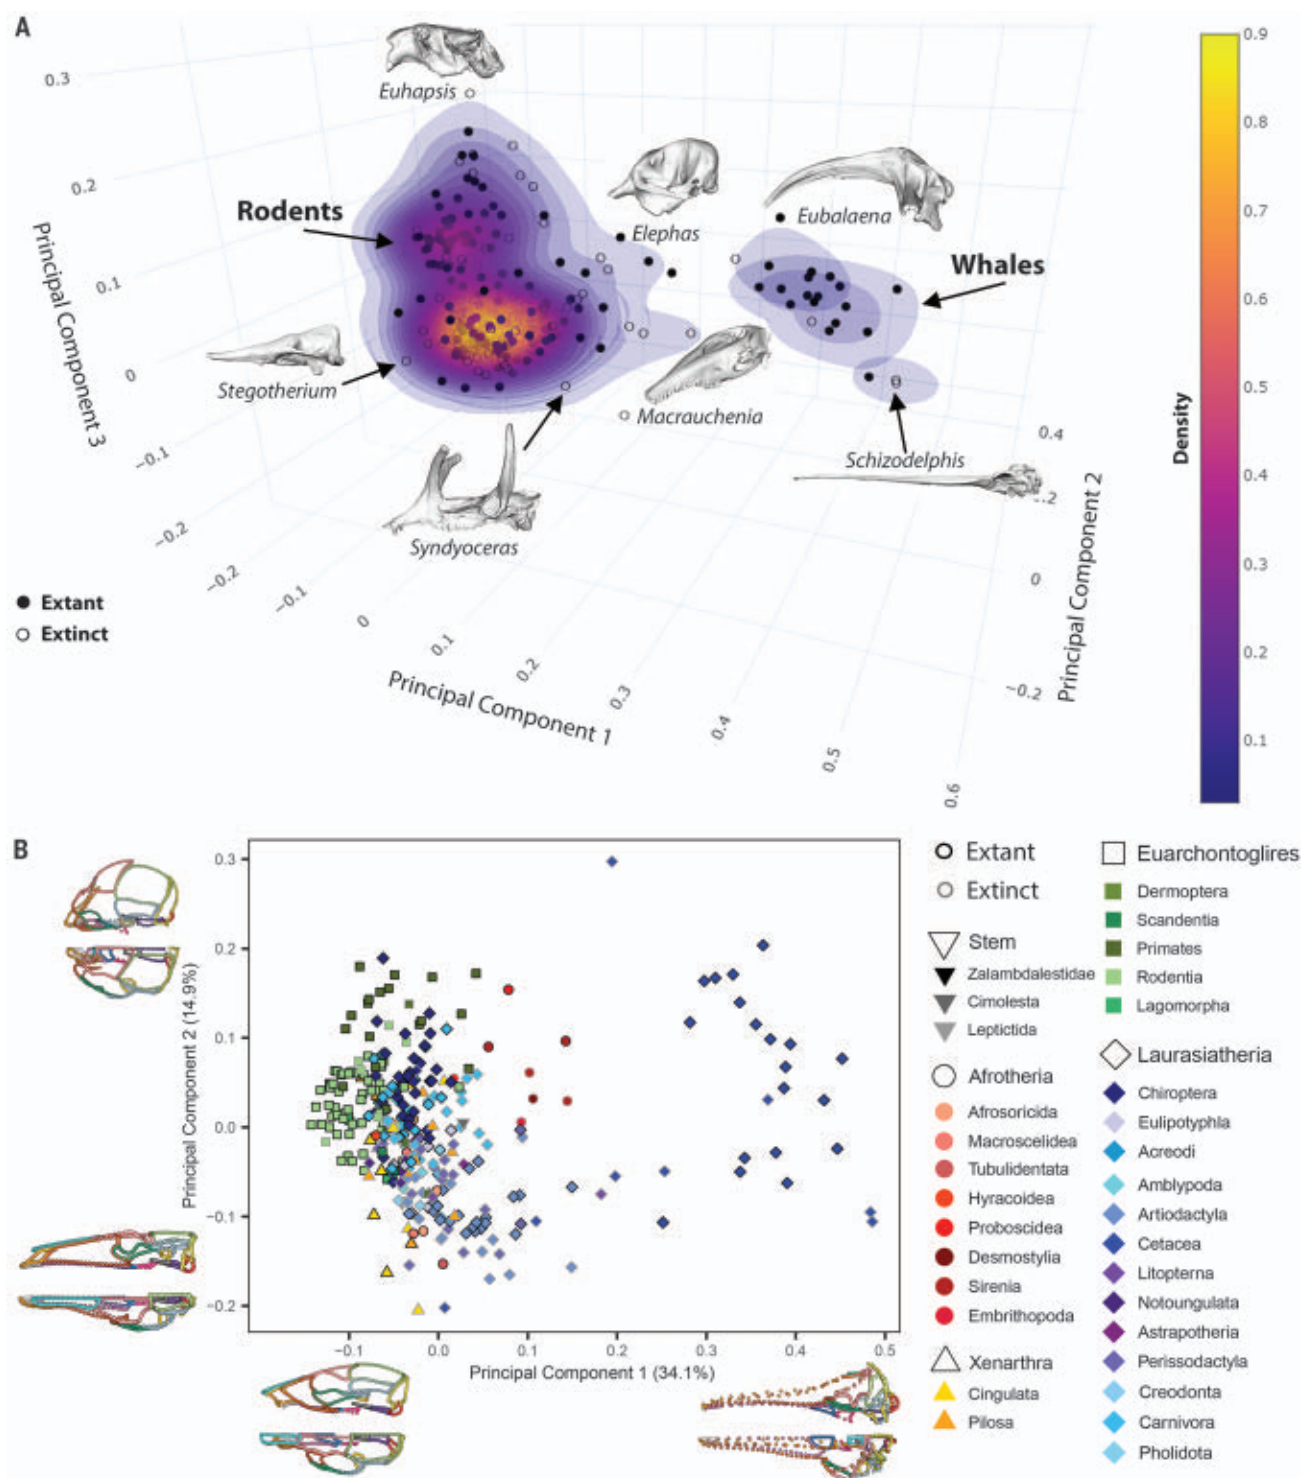 A
0.3
0.2
0.1
0
−0.1
−0.2
Principal Component 3
Euhapsis
Rodents
Elephas
Eubalaena
Whales
Stegotherium
Macrauchenia
Schizodelphis
Syndyoceras
Extant
Extinct
−0.2
−0.1
0
0.1
0.2
0.3
0.4
0.5
0.6
Principal Component 1
0.4
0
−0.2
Principal Component 2
Density
0.9
0.8
0.7
0.6
0.5
0.4
0.3
0.2
0.1
B
0.3
0.2
0.1
0.0
−0.1
−0.2
Principal Component 2 (14.9%)
−0.1
0.0
0.1
0.2
0.3
0.4
0.5
Principal Component 1 (34.1%)
Extant
Extinct
Stem
Zalambdalestidae
Cimolesta
Leptictida
Afrotheria
Afrosoricida
Macroscelidea
Tubulidentata
Hyracoidea
Proboscidea
Desmostylia
Sirenia
Embrithopoda
Xenarthra
Cingulata
Pilosa
Euarchontoglires
Dermoptera
Scandentia
Primates
Rodentia
Lagomorpha
Laurasiatheria
Chiroptera
Eulipotyphla
Acreodi
Amblypoda
Artiodactyla
Cetacea
Litopterna
Notoungulata
Astrapotheria
Perissodactyla
Creodonta
Carnivora
Pholidota